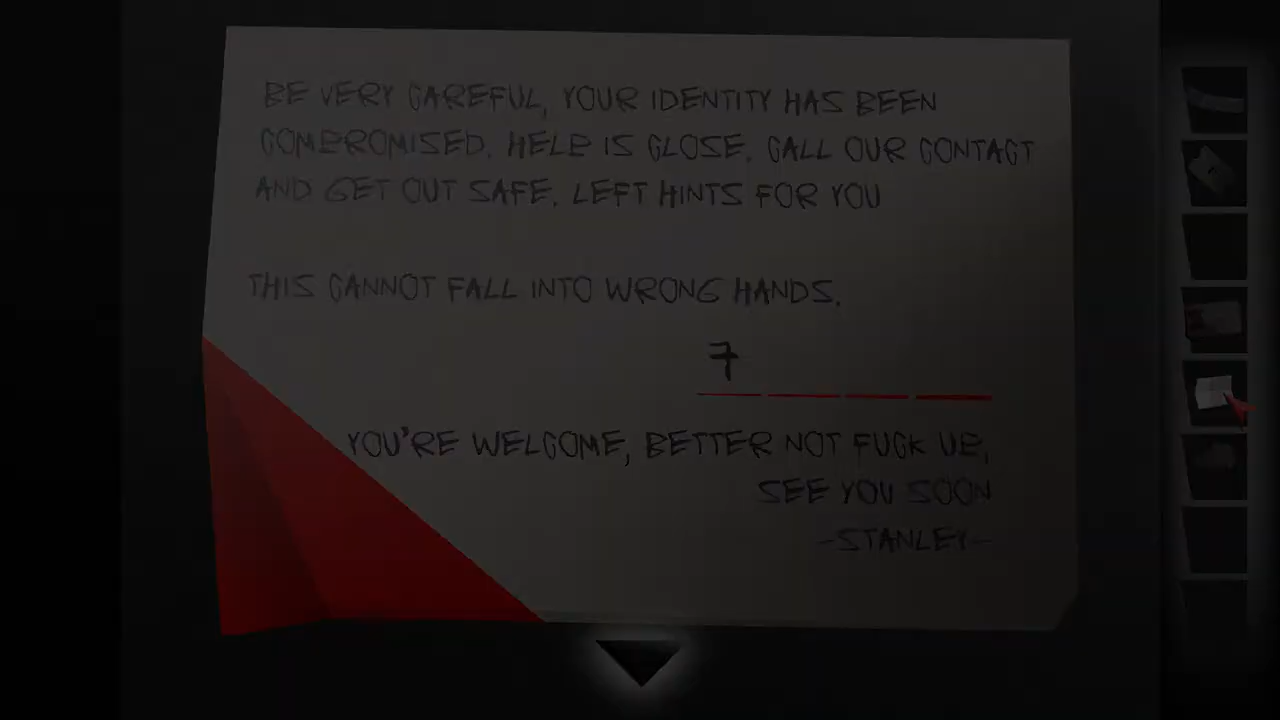 BE VERY CAREFUL, YOUR IDENTITY HAS BEEN
COMPROMISED. HELP IS CLOSE. CALL OUR CONTACT
AND GET OUT SAFE. LEFT HINTS FOR YOU
THIS CANNOT FALL INTO WRONG HANDS.
7
YOU'RE WELCOME, BETTER NOT FUCK UP,
SEE YOU SOON
-STANLEY-